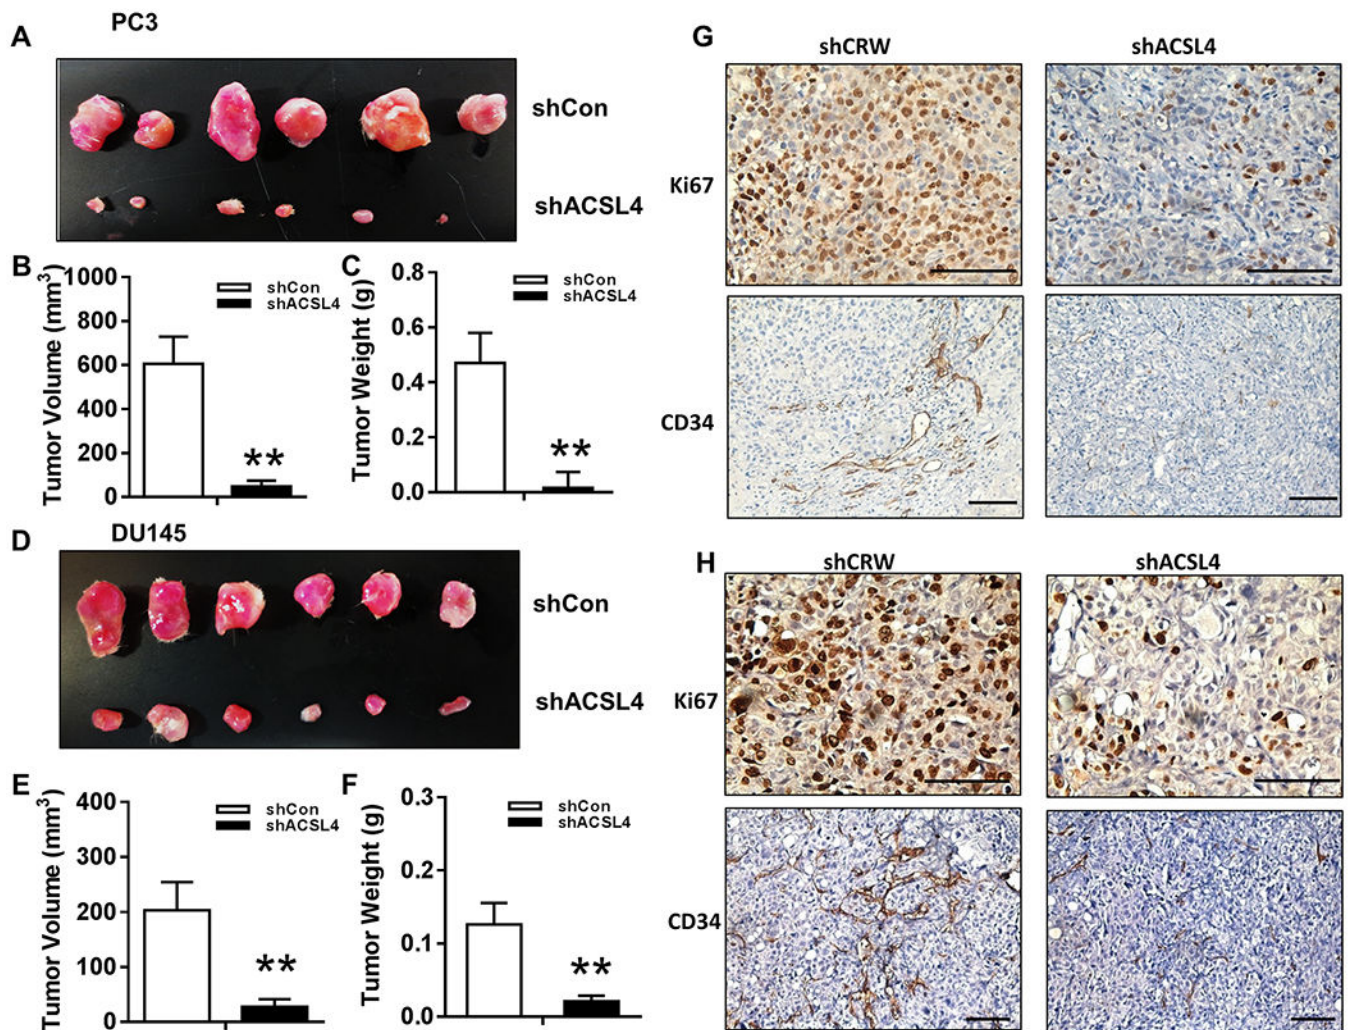 A
PC3
shCon
shACSL4
B
Tumor Volume (mm³)
1000
800
600
400
200
0
shCon
shACSL4
**
C
Tumor Weight (g)
0.8
0.6
0.4
0.2
0.0
shCon
shACSL4
**
D
DU145
shCon
shACSL4
E
Tumor Volume (mm³)
400
300
200
100
0
shCon
shACSL4
**
F
Tumor Weight (g)
0.3
0.2
0.1
0.0
shCon
shACSL4
**
G
shCRW shACSL4
Ki67
CD34
H
shCRW shACSL4
Ki67
CD34